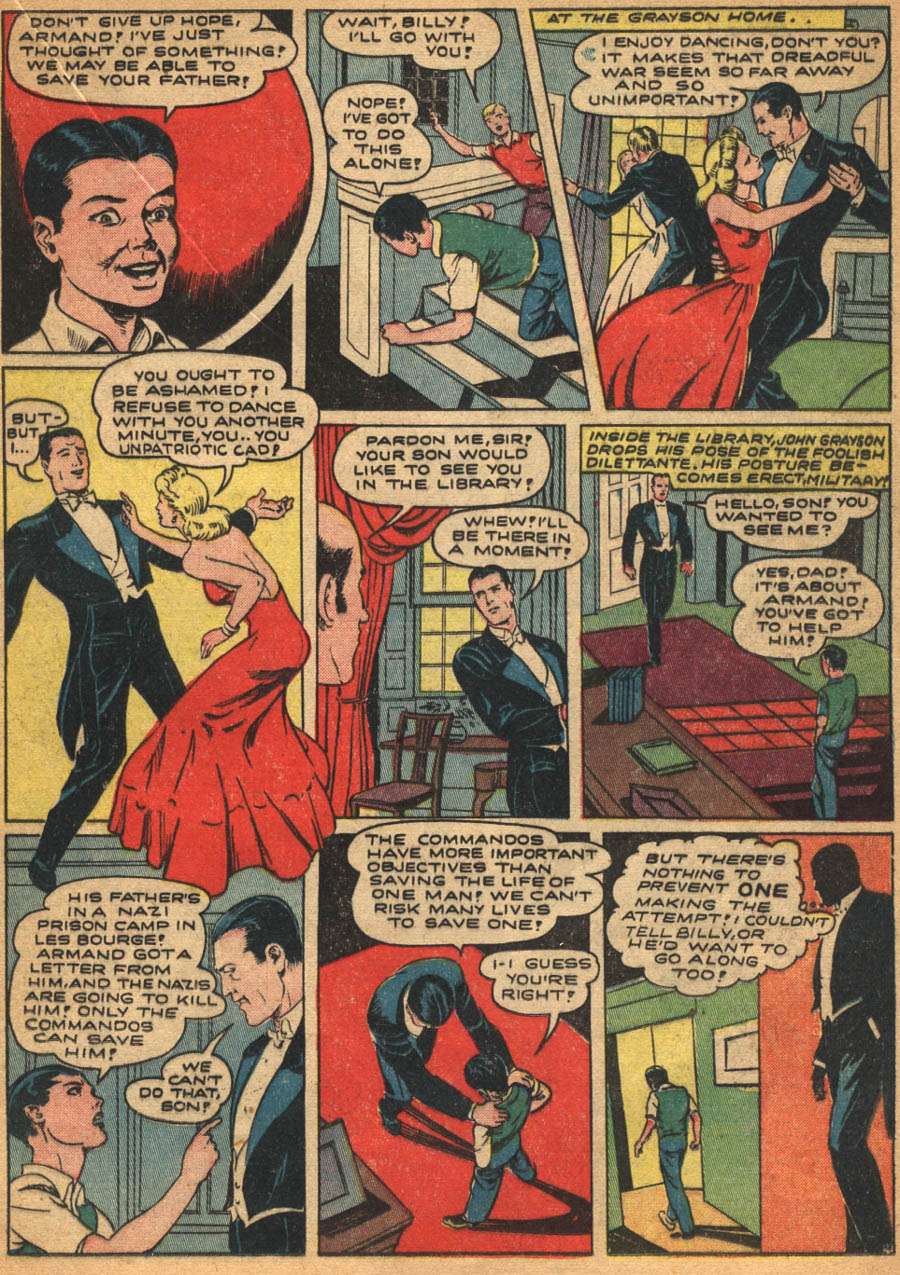 DON'T GIVE UP HOPE,
ARMAND! I'VE JUST
THOUGHT OF SOMETHING!
WE MAY BE ABLE TO
SAVE YOUR FATHER!
WAIT, BILLY!
I'LL GO WITH
YOU!
NOPE!
I'VE GOT
TO DO
THIS
ALONE!
AT THE GRAYSON HOME..
I ENJOY DANCING, DON'T YOU?
IT MAKES THAT DREADFUL
WAR SEEM SO FAR AWAY
AND SO
UNIMPORTANT!
BUT-
BUT
I...
YOU OUGHT TO
BE ASHAMED! I
REFUSE TO DANCE
WITH YOU ANOTHER
MINUTE, YOU.. YOU
UNPATRIOTIC CAD!
PARDON ME, SIR!
YOUR SON WOULD
LIKE TO SEE YOU
IN THE LIBRARY!
WHEW! I'LL
BE THERE IN
A MOMENT!
INSIDE THE LIBRARY, JOHN GRAYSON
DROPS HIS POSE OF THE FOOLISH
DILETTANTE. HIS POSTURE BE-
COMES ERECT, MILITARY!
HELLO, SON! YOU
WANTED TO
SEE ME?
YES, DAD!
IT'S ABOUT
ARMAND!
YOU'VE GOT
TO HELP
HIM!
HIS FATHER'S
IN A NAZI
PRISON CAMP IN
LES BOURGE!
ARMAND GOT A
LETTER FROM
HIM, AND THE NAZIS
ARE GOING TO KILL
HIM! ONLY THE
COMMANDOS
CAN SAVE
HIM!
WE
CAN'T
DO THAT,
SON!
THE COMMANDOS
HAVE MORE IMPORTANT
OBJECTIVES THAN
SAVING THE LIFE OF
ONE MAN! WE CAN'T
RISK MANY LIVES
TO SAVE ONE!
I-I GUESS
YOU'RE
RIGHT!
BUT THERE'S
NOTHING TO
PREVENT ONE
MAKING THE
ATTEMPT! I COULDN'T
TELL BILLY, OR
HE'D WANT TO
GO ALONG
TOO!